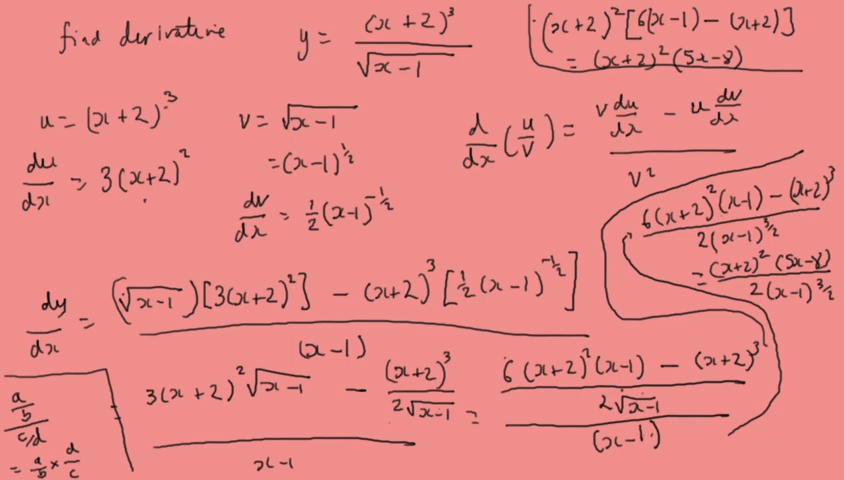 find derivative y = (x+2)³ / √(x-1)
(x+2)²[6(x-1) - (x+2)]
= (x+2)²(5x-8)
u = (x+2)³ v = √(x-1)
= (x-1)^(1/2)
du/dx = 3(x+2)² dv/dx = ½(x-1)^(-1/2)
d/dx (u/v) = (v du/dx - u dv/dx) / v²
dy/dx = ((√(x-1))[3(x+2)²] - (x+2)³[½(x-1)^(-1/2)]) / (x-1)
= (3(x+2)²√(x-1) - (x+2)³/(2√(x-1))) / (x-1) = ((6(x+2)²(x-1) - (x+2)³) / (2√(x-1))) / (x-1)
(6(x+2)²(x-1) - (x+2)³) / (2(x-1)^(3/2))
= (x+2)²(5x-8) / (2(x-1)^(3/2))
(a/b)/(c/d)
= a/b × d/c